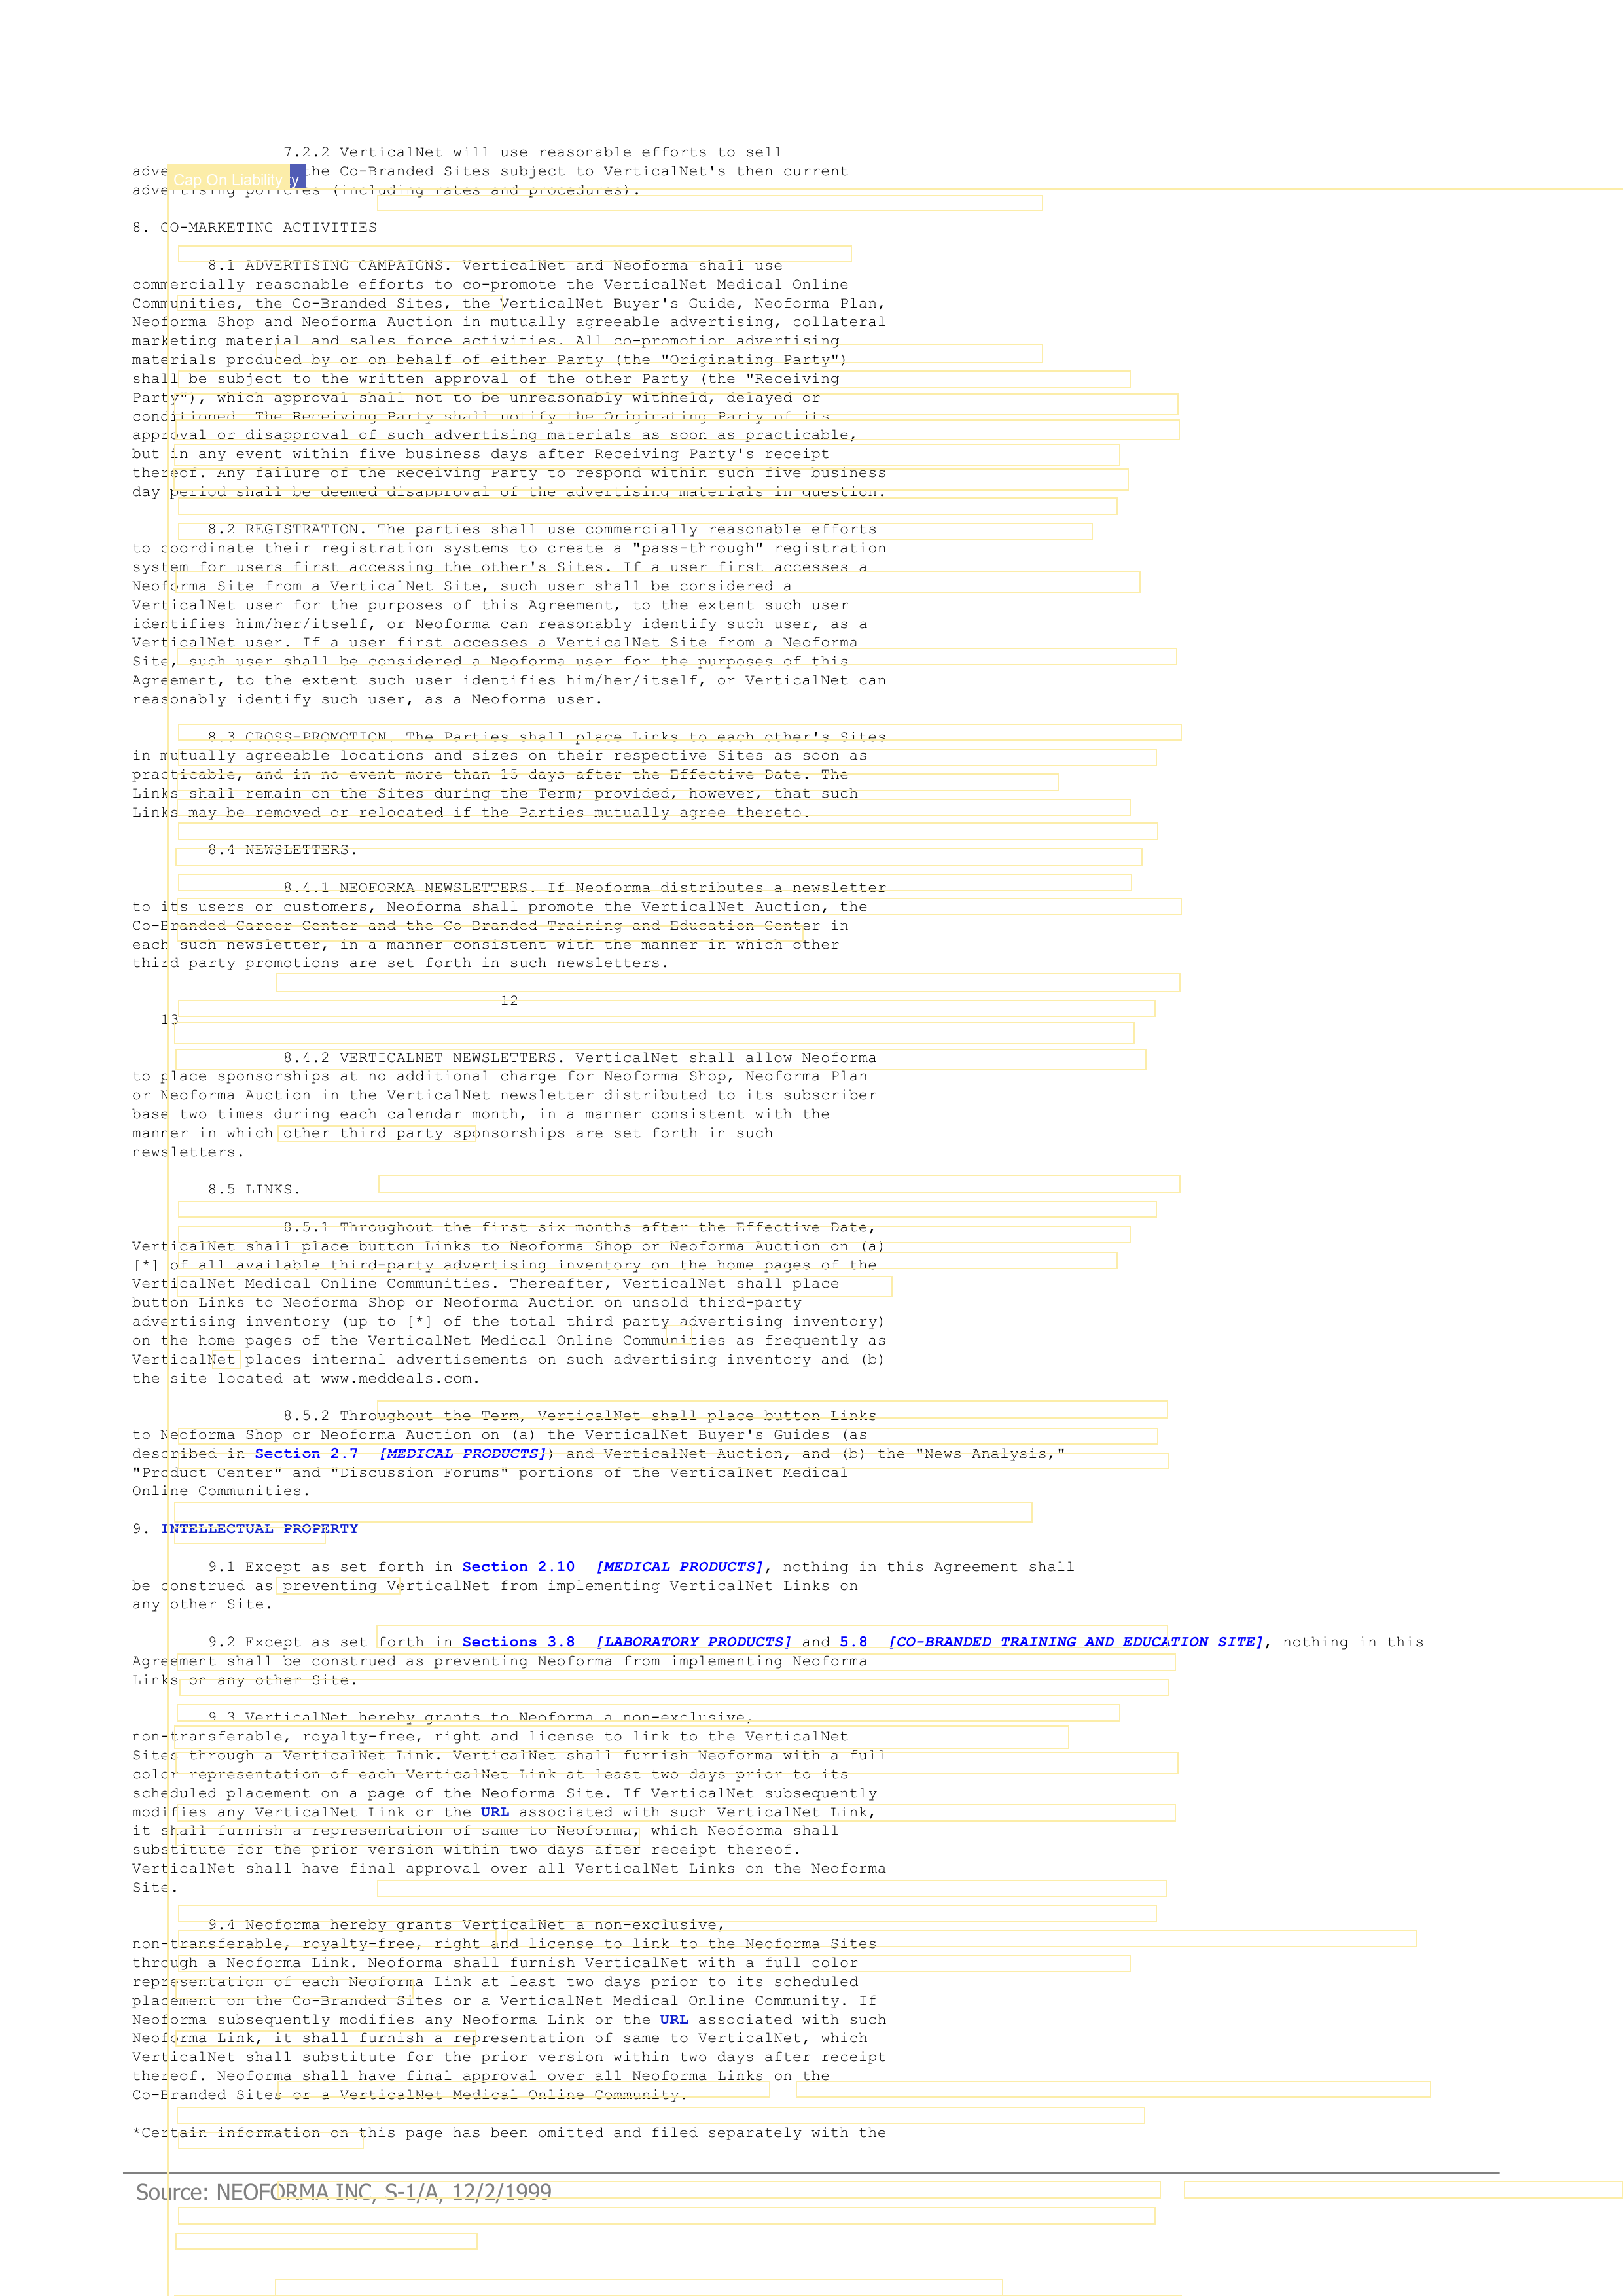 7.2.2 VerticalNet will use reasonable efforts to sell
Cap On Liability ty
the Co-Branded Sites subject to VerticalNet's then current
advertising policies (including rates and procedures).
8. CO-MARKETING ACTIVITIES
8.1 ADVERTISING CAMPAIGNS. VerticalNet and Neoforma shall use
commercially reasonable efforts to co-promote the VerticalNet Medical Online
Communities, the Co-Branded Sites, the VerticalNet Buyer's Guide, Neoforma Plan,
Neoforma Shop and Neoforma Auction in mutually agreeable advertising, collateral
marketing material and sales force activities. All co-promotion advertising
materials produced by or on behalf of either Party (the "Originating Party")
shall be subject to the written approval of the other Party (the "Receiving
Party"), which approval shall not to be unreasonably withheld, delayed or
conditioned. The Receiving Party shall notify the Originating Party of its
approval or disapproval of such advertising materials as soon as practicable,
but in any event within five business days after Receiving Party's receipt
thereof. Any failure of the Receiving Party to respond within such five business
day period shall be deemed disapproval of the advertising materials in question.
8.2 REGISTRATION. The parties shall use commercially reasonable efforts
to coordinate their registration systems to create a "pass-through" registration
system for users first accessing the other's Sites. If a user first accesses a
Neoforma Site from a VerticalNet Site, such user shall be considered a
VerticalNet user for the purposes of this Agreement, to the extent such user
identifies him/her/itself, or Neoforma can reasonably identify such user, as a
VerticalNet user. If a user first accesses a VerticalNet Site from a Neoforma
Site, such user shall be considered a Neoforma user for the purposes of this
Agreement, to the extent such user identifies him/her/itself, or VerticalNet can
reasonably identify such user, as a Neoforma user.
8.3 CROSS-PROMOTION. The Parties shall place Links to each other's Sites
in mutually agreeable locations and sizes on their respective Sites as soon as
practicable, and in no event more than 15 days after the Effective Date. The
Links shall remain on the Sites during the Term; provided, however, that such
Links may be removed or relocated if the Parties mutually agree thereto.
8.4 NEWSLETTERS.
8.4.1 NEOFORMA NEWSLETTERS. If Neoforma distributes a newsletter
to its users or customers, Neoforma shall promote the VerticalNet Auction, the
Co-Branded Career Center and the Co-Branded Training and Education Center in
each such newsletter, in a manner consistent with the manner in which other
third party promotions are set forth in such newsletters.
12
13
8.4.2 VERTICALNET NEWSLETTERS. VerticalNet shall allow Neoforma
to place sponsorships at no additional charge for Neoforma Shop, Neoforma Plan
or Neoforma Auction in the VerticalNet newsletter distributed to its subscriber
base two times during each calendar month, in a manner consistent with the
manner in which other third party sponsorships are set forth in such
newsletters.
8.5 LINKS.
8.5.1 Throughout the first six months after the Effective Date,
VerticalNet shall place button Links to Neoforma Shop or Neoforma Auction on (a)
[*] of all available third-party advertising inventory on the home pages of the
VerticalNet Medical Online Communities. Thereafter, VerticalNet shall place
button Links to Neoforma Shop or Neoforma Auction on unsold third-party
advertising inventory (up to [*] of the total third party advertising inventory)
on the home pages of the VerticalNet Medical Online Communities as frequently as
VerticalNet places internal advertisements on such advertising inventory and (b)
the site located at www.meddeals.com.
8.5.2 Throughout the Term, VerticalNet shall place button Links
to Neoforma Shop or Neoforma Auction on (a) the VerticalNet Buyer's Guides (as
described in Section 2.7 [MEDICAL PRODUCTS]) and VerticalNet Auction, and (b) the "News Analysis,"
"Product Center" and "Discussion Forums" portions of the VerticalNet Medical
Online Communities.
9. INTELLECTUAL PROPERTY
9.1 Except as set forth in Section 2.10 [MEDICAL PRODUCTS], nothing in this Agreement shall
be construed as preventing VerticalNet from implementing VerticalNet Links on
any other Site.
9.2 Except as set forth in Sections 3.8 [LABORATORY PRODUCTS] and 5.8 [CO-BRANDED TRAINING AND EDUCATION SITE], nothing in this
Agreement shall be construed as preventing Neoforma from implementing Neoforma
Links on any other Site.
9.3 VerticalNet hereby grants to Neoforma a non-exclusive,
non-transferable, royalty-free, right and license to link to the VerticalNet
Sites through a VerticalNet Link. VerticalNet shall furnish Neoforma with a full
color representation of each VerticalNet Link at least two days prior to its
scheduled placement on a page of the Neoforma Site. If VerticalNet subsequently
modifies any VerticalNet Link or the URL associated with such VerticalNet Link,
it shall furnish a representation of same to Neoforma, which Neoforma shall
substitute for the prior version within two days after receipt thereof.
VerticalNet shall have final approval over all VerticalNet Links on the Neoforma
Site.
9.4 Neoforma hereby grants VerticalNet a non-exclusive,
non-transferable, royalty-free, right and license to link to the Neoforma Sites
through a Neoforma Link. Neoforma shall furnish VerticalNet with a full color
representation of each Neoforma Link at least two days prior to its scheduled
placement on the Co-Branded Sites or a VerticalNet Medical Online Community. If
Neoforma subsequently modifies any Neoforma Link or the URL associated with such
Neoforma Link, it shall furnish a representation of same to VerticalNet, which
VerticalNet shall substitute for the prior version within two days after receipt
thereof. Neoforma shall have final approval over all Neoforma Links on the
Co-Branded Sites or a VerticalNet Medical Online Community.
*Certain information on this page has been omitted and filed separately with the
Source: NEOFORMA INC, S-1/A, 12/2/1999